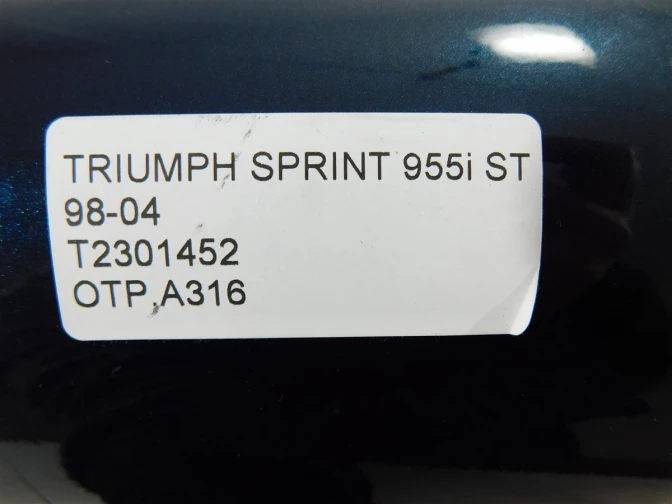 TRIUMPH SPRINT 955i ST
98-04
T2301452
OTP,A316